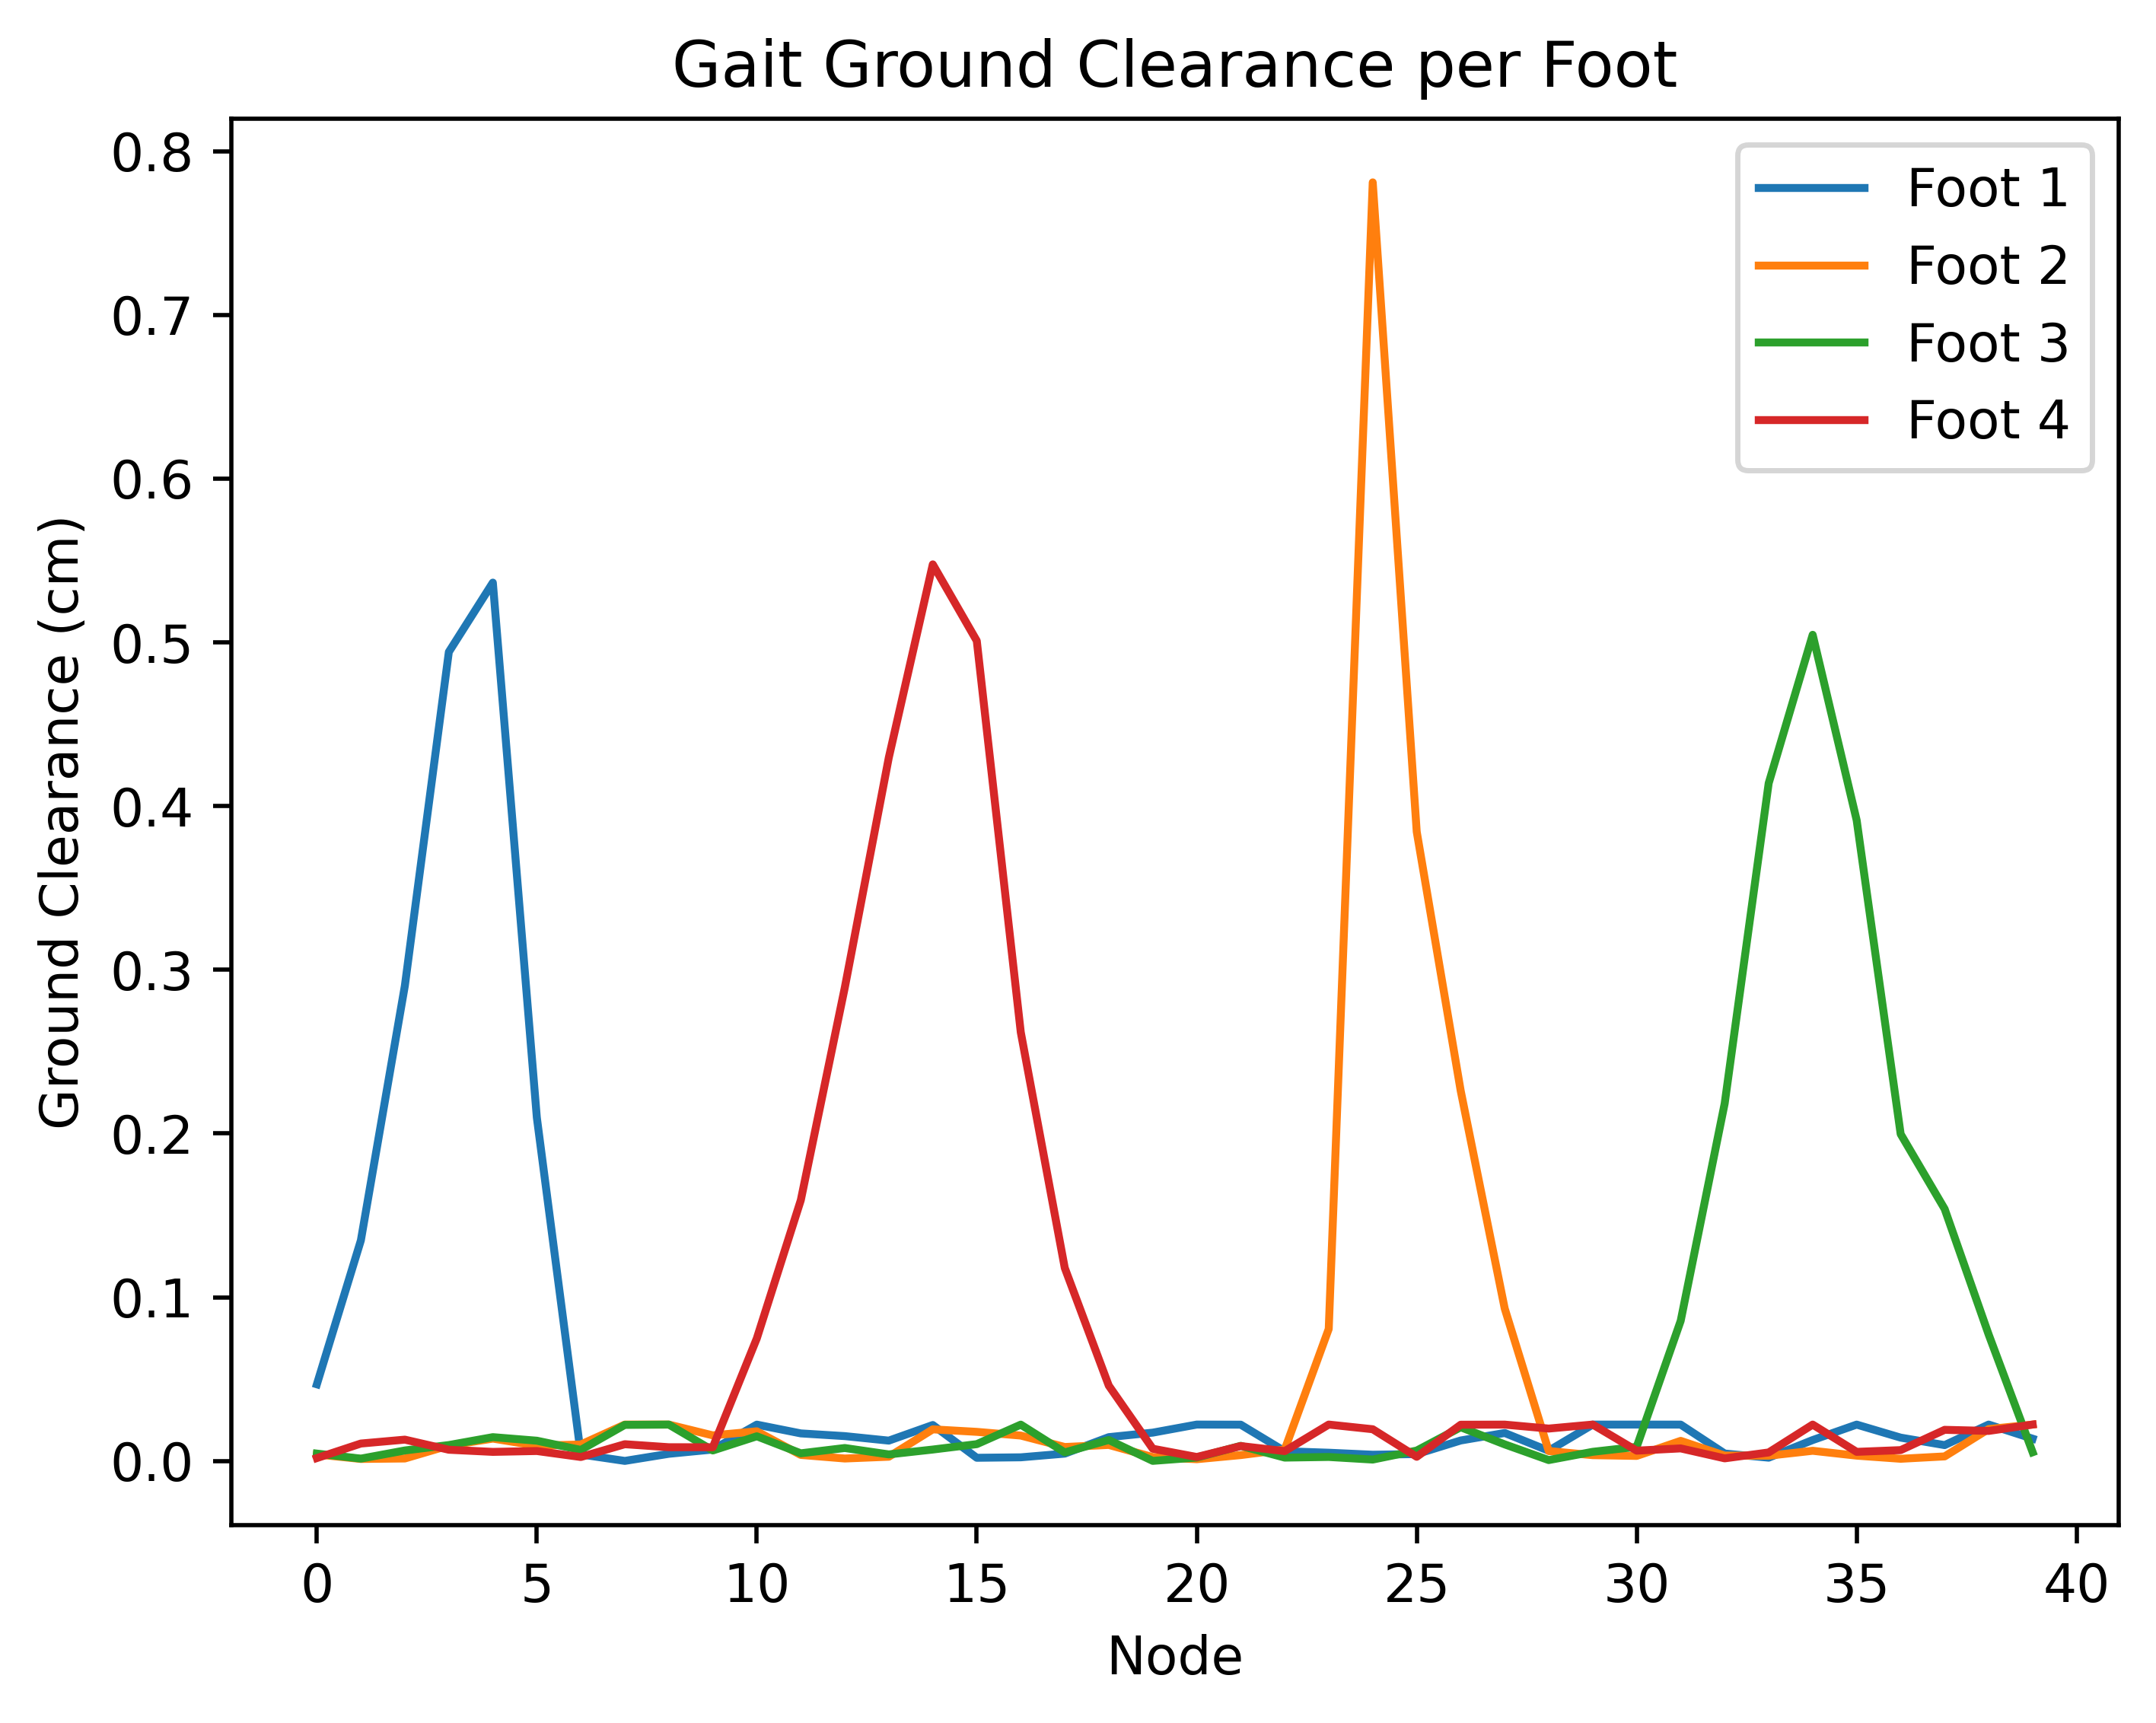 Gait Ground Clearance per Foot
Foot 1
Foot 2
Foot 3
Foot 4
Ground Clearance (cm)
0.8
0.7
0.6
0.5
0.4
0.3
0.2
0.1
0.0
0 5 10 15 20 25 30 35 40
Node